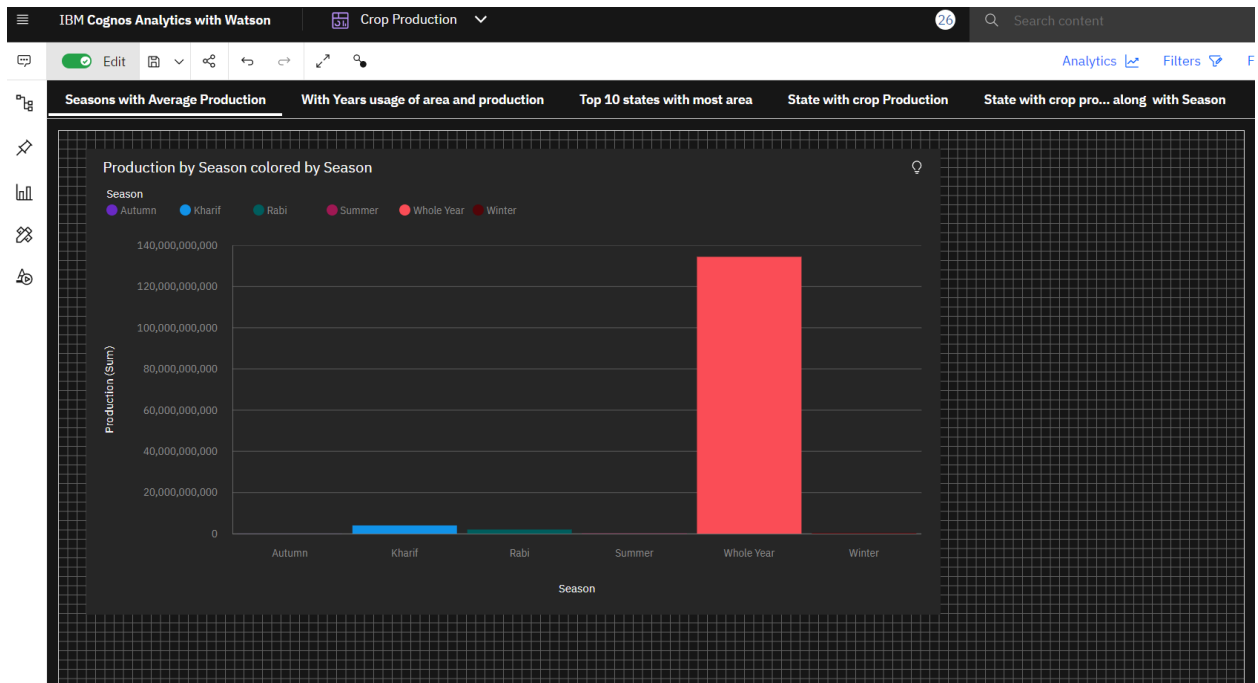 IBM Cognos Analytics with Watson
Crop Production
26
Search content
Edit
Analytics
Filters
F
Seasons with Average Production
With Years usage of area and production
Top 10 states with most area
State with crop Production
State with crop pro... along with Season
Production by Season colored by Season
Season
Autumn
Kharif
Rabi
Summer
Whole Year
Winter
140,000,000,000
120,000,000,000
100,000,000,000
80,000,000,000
60,000,000,000
40,000,000,000
20,000,000,000
0
Production (Sum)
Autumn
Kharif
Rabi
Summer
Whole Year
Winter
Season